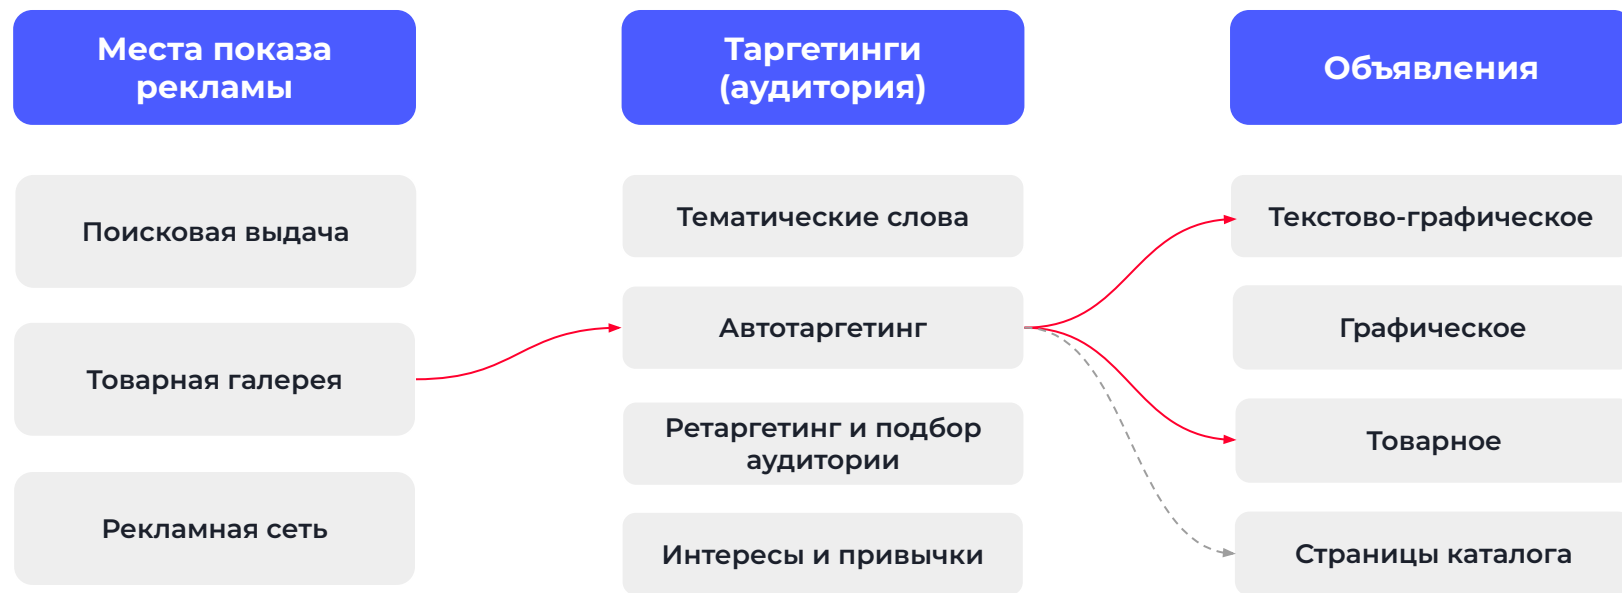 Места показа
рекламы
Таргетинги
(аудитория)
Объявления
Поисковая выдача
Товарная галерея
Рекламная сеть
Тематические слова
Автотаргетинг
Ретаргетинг и подбор
аудитории
Интересы и привычки
Текстово-графическое
Графическое
Товарное
Страницы каталога